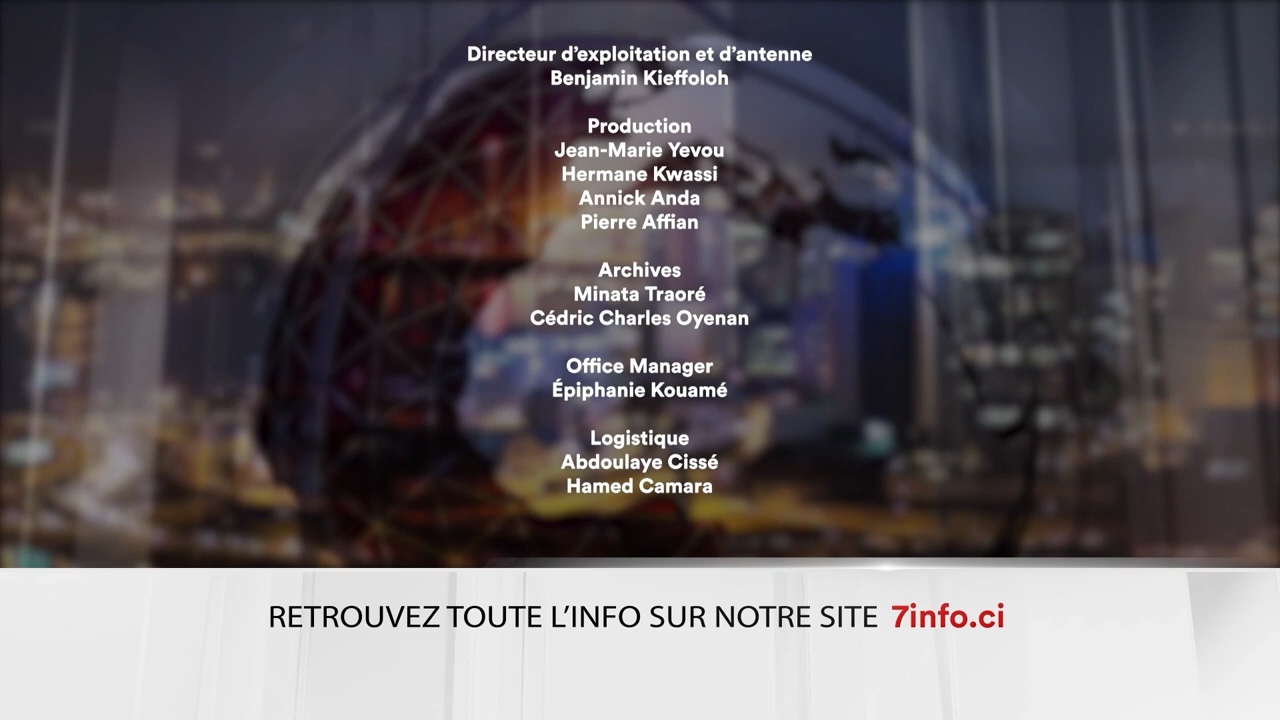 Directeur d’exploitation et d’antenne
Benjamin Kieffoloh
Production
Jean-Marie Yevou
Hermane Kwassi
Annick Anda
Pierre Affian
Archives
Minata Traoré
Cédric Charles Oyenan
Office Manager
Épiphanie Kouamé
Logistique
Abdoulaye Cissé
Hamed Camara
RETROUVEZ TOUTE L’INFO SUR NOTRE SITE 7info.ci